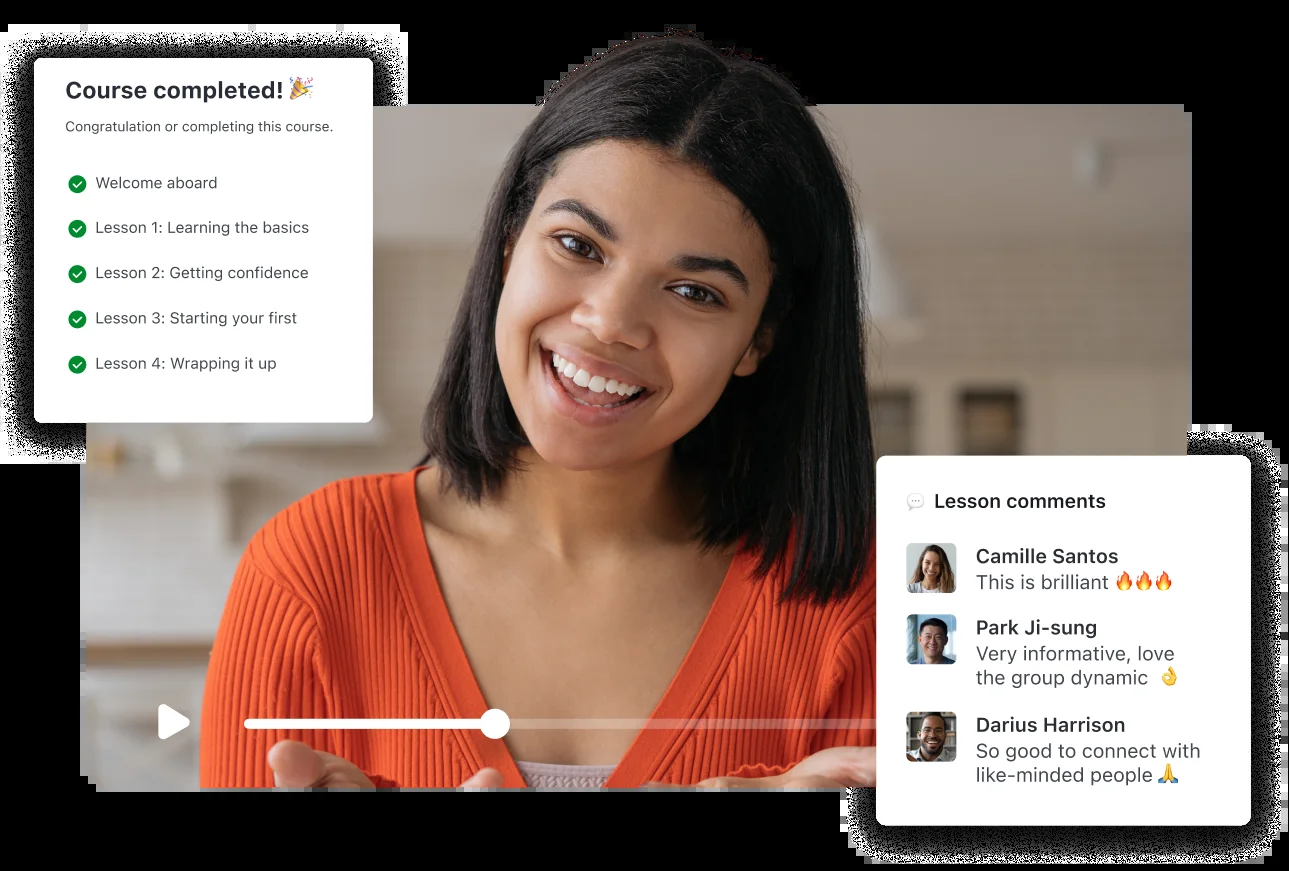 Course completed! 🎉
Congratulation or completing this course.
Welcome aboard
Lesson 1: Learning the basics
Lesson 2: Getting confidence
Lesson 3: Starting your first
Lesson 4: Wrapping it up
Lesson comments
Camille Santos
This is brilliant 🔥🔥🔥
Park Ji-sung
Very informative, love
the group dynamic 👌
Darius Harrison
So good to connect with
like-minded people 🙏